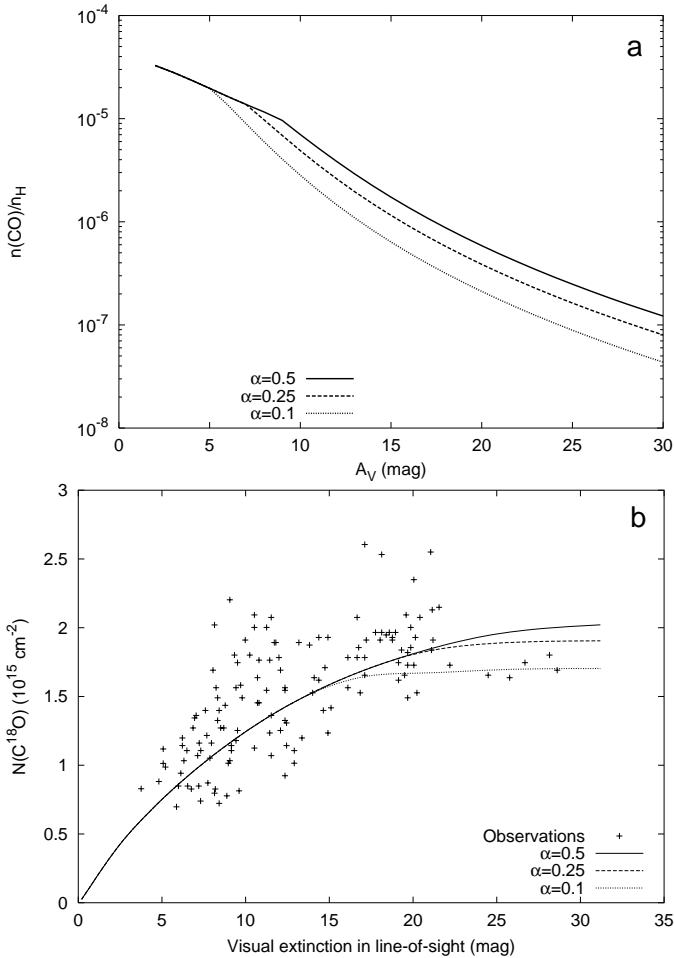 a
10^-4
10^-5
10^-6
10^-7
10^-8
n(CO)/n_H
α=0.5
α=0.25
α=0.1
0 5 10 15 20 25 30
A_V (mag)
b
3
2.5
2
1.5
1
0.5
0
N(C^18O) (10^15 cm^-2)
Observations
α=0.5
α=0.25
α=0.1
0 5 10 15 20 25 30 35
Visual extinction in line-of-sight (mag)